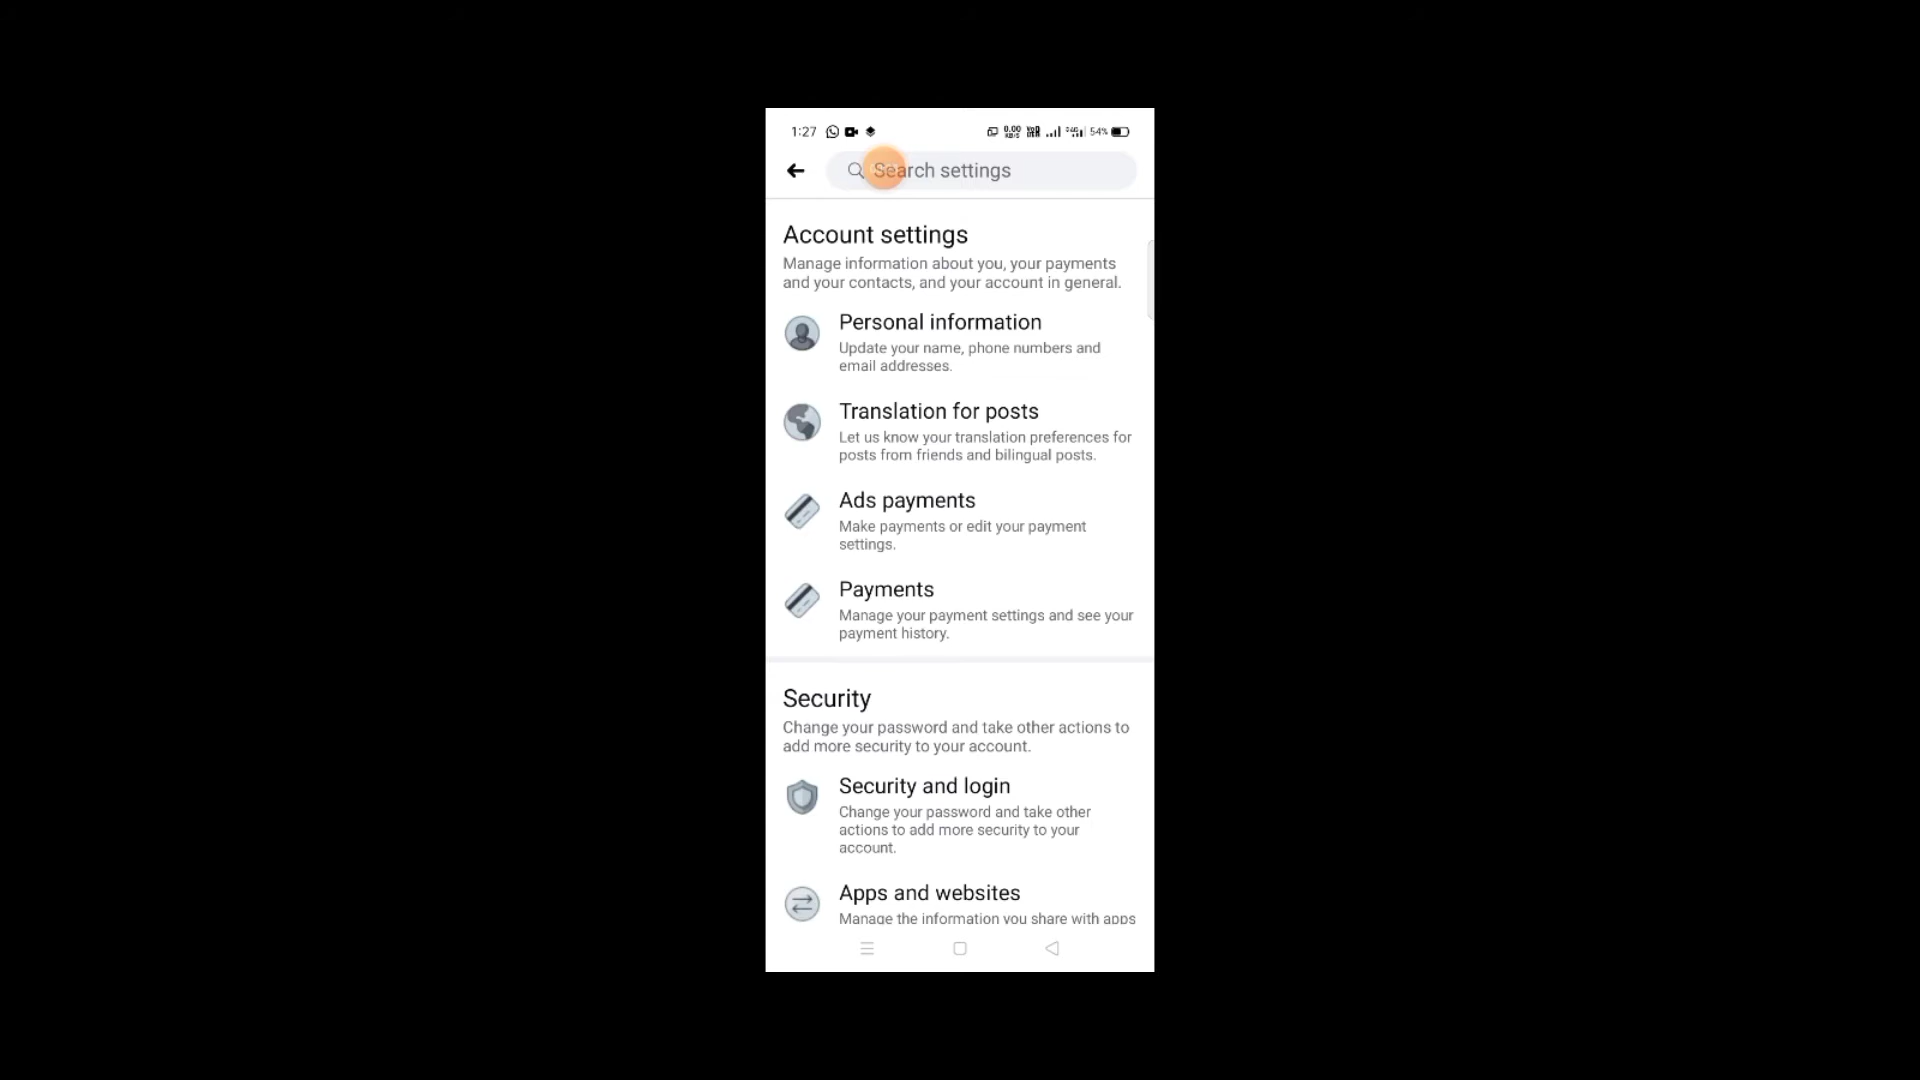 1:27 54%
Search settings
Account settings
Manage information about you, your payments
and your contacts, and your account in general.
Personal information
Update your name, phone numbers and
email addresses.
Translation for posts
Let us know your translation preferences for
posts from friends and bilingual posts.
Ads payments
Make payments or edit your payment
settings.
Payments
Manage your payment settings and see your
payment history.
Security
Change your password and take other actions to
add more security to your account.
Security and login
Change your password and take other
actions to add more security to your
account.
Apps and websites
Manage the information you share with apps